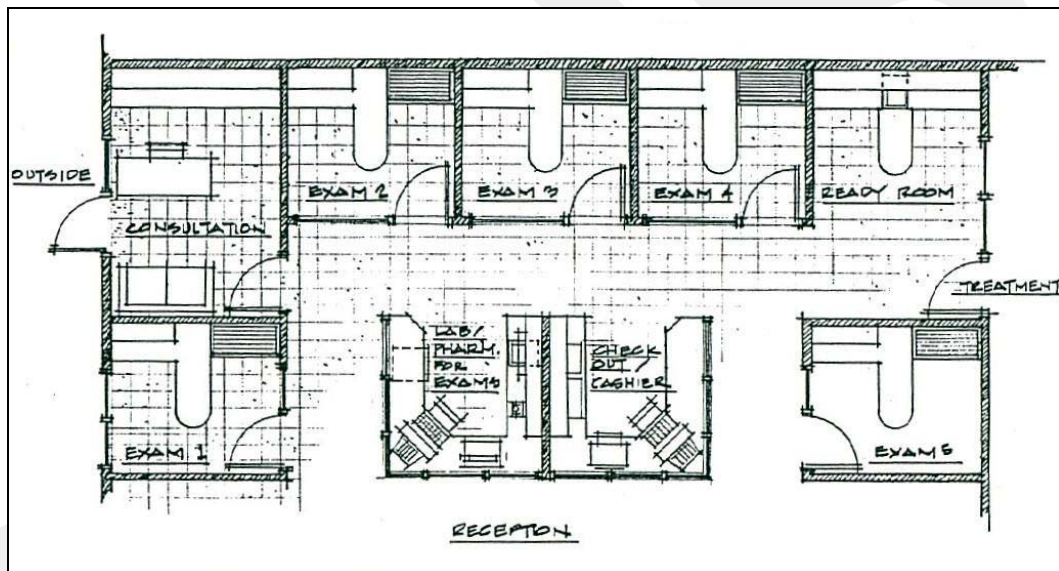 OUTSIDE
CONSULTATION
EXAM 2
EXAM 3
EXAM 4
READY ROOM
TREATMENT
EXAM 1
LAB/
PHARM.
FOR
EXAMS
CHECK
OUT/
CASHIER
EXAM 5
RECEPTION